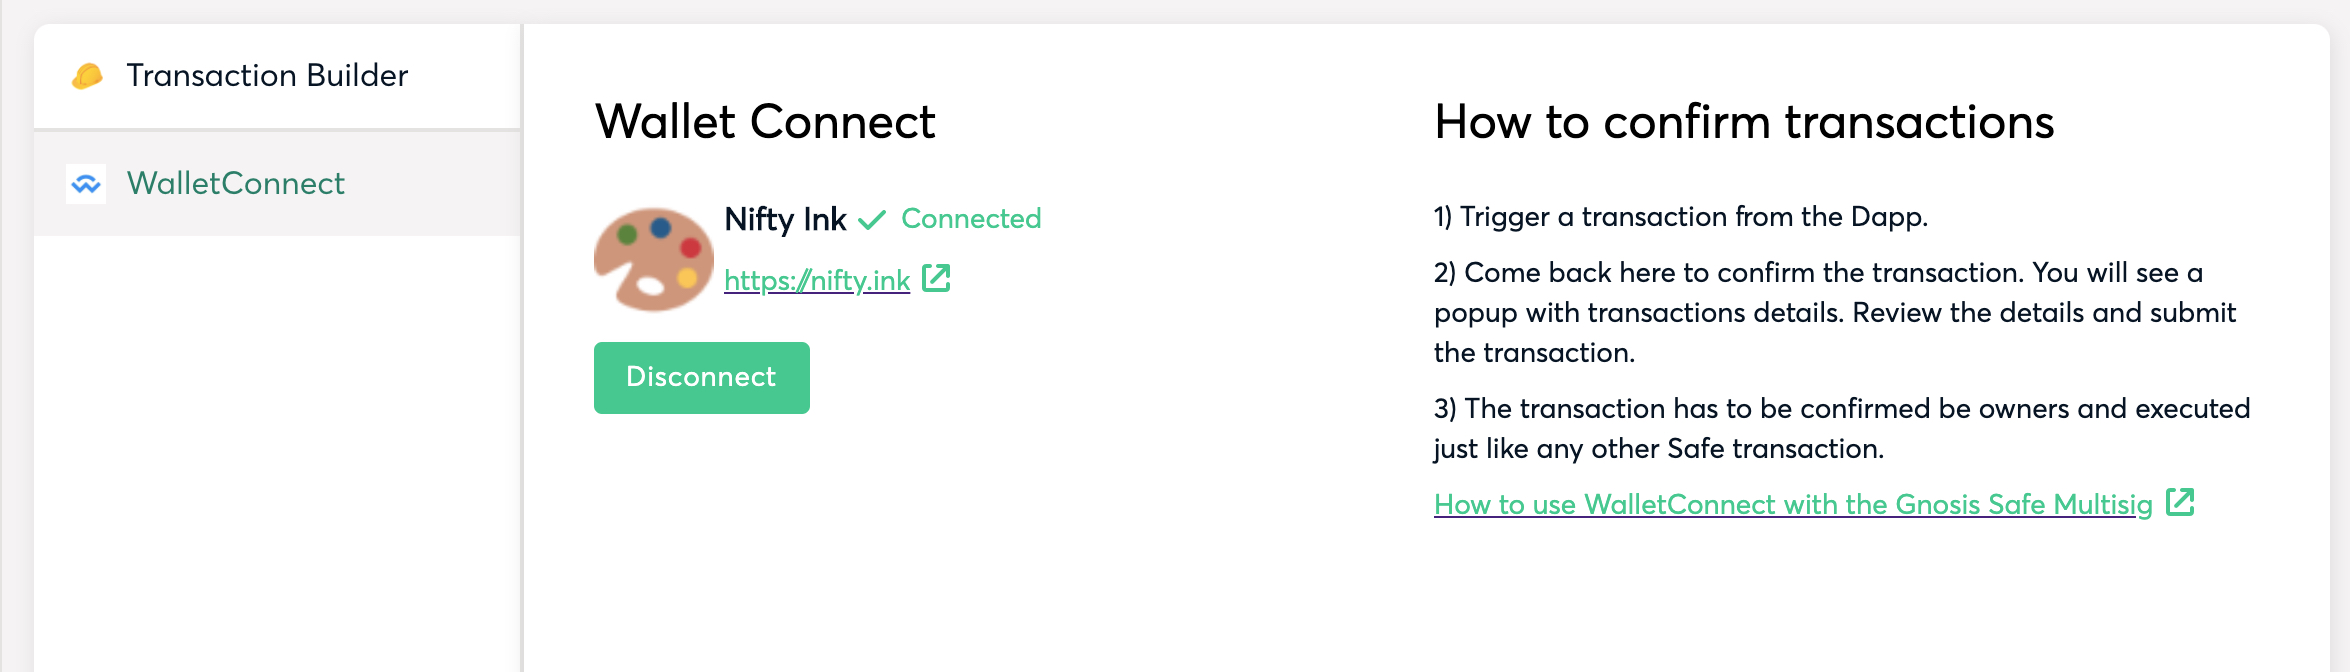 Transaction Builder
WalletConnect
Wallet Connect
Nifty Ink Connected
https://nifty.ink
Disconnect
How to confirm transactions
1) Trigger a transaction from the Dapp.
2) Come back here to confirm the transaction. You will see a
popup with transactions details. Review the details and submit
the transaction.
3) The transaction has to be confirmed be owners and executed
just like any other Safe transaction.
How to use WalletConnect with the Gnosis Safe Multisig